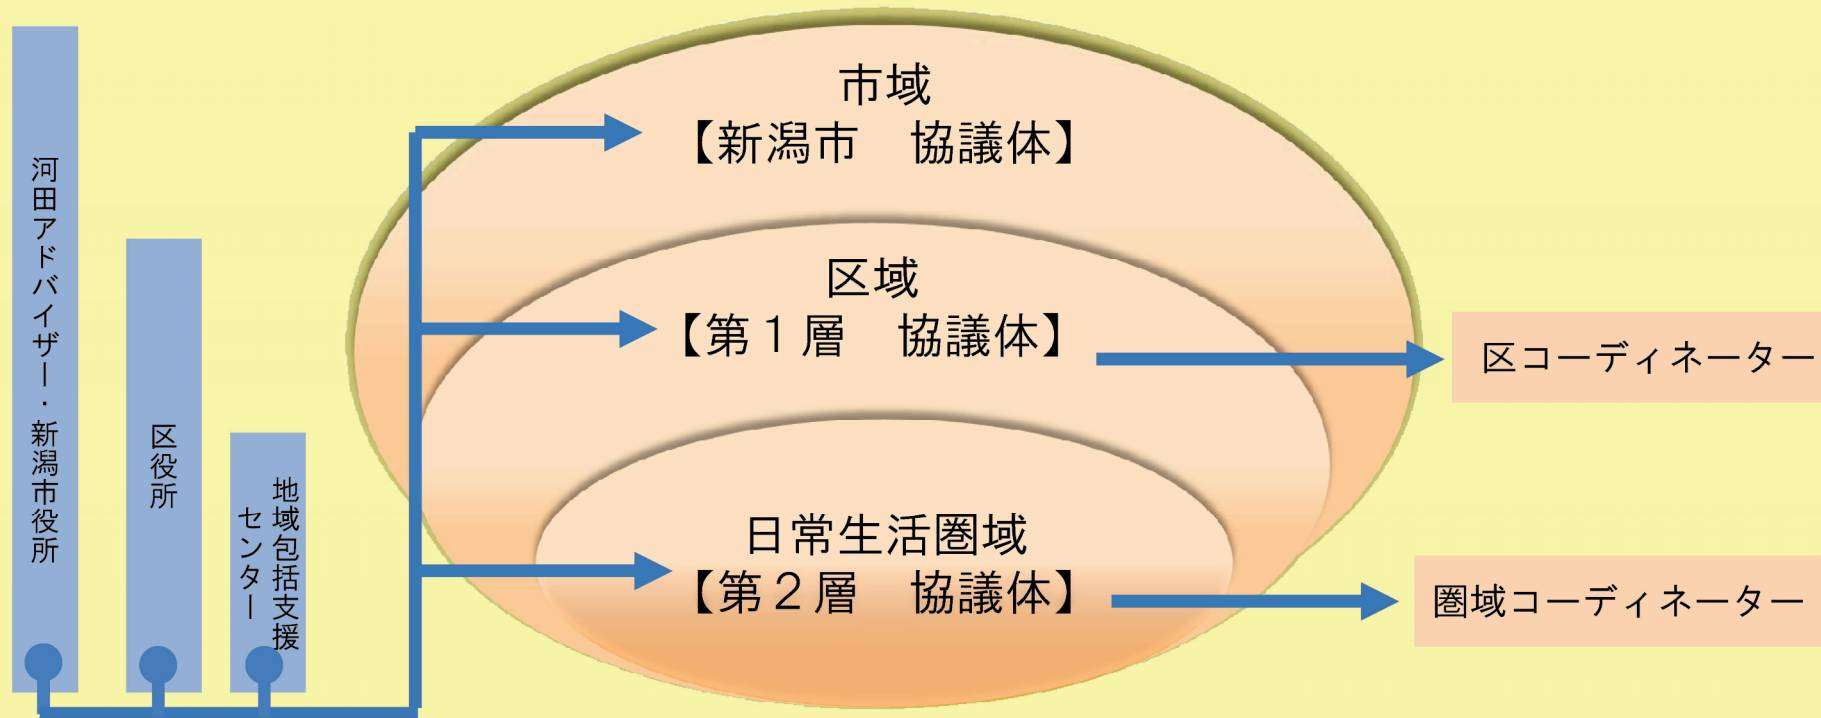 河田アドバイザー・新潟市役所
区役所
地域包括支援
センター
市域
【新潟市　協議体】
区域
【第１層　協議体】
日常生活圏域
【第２層　協議体】
区コーディネーター
圏域コーディネーター